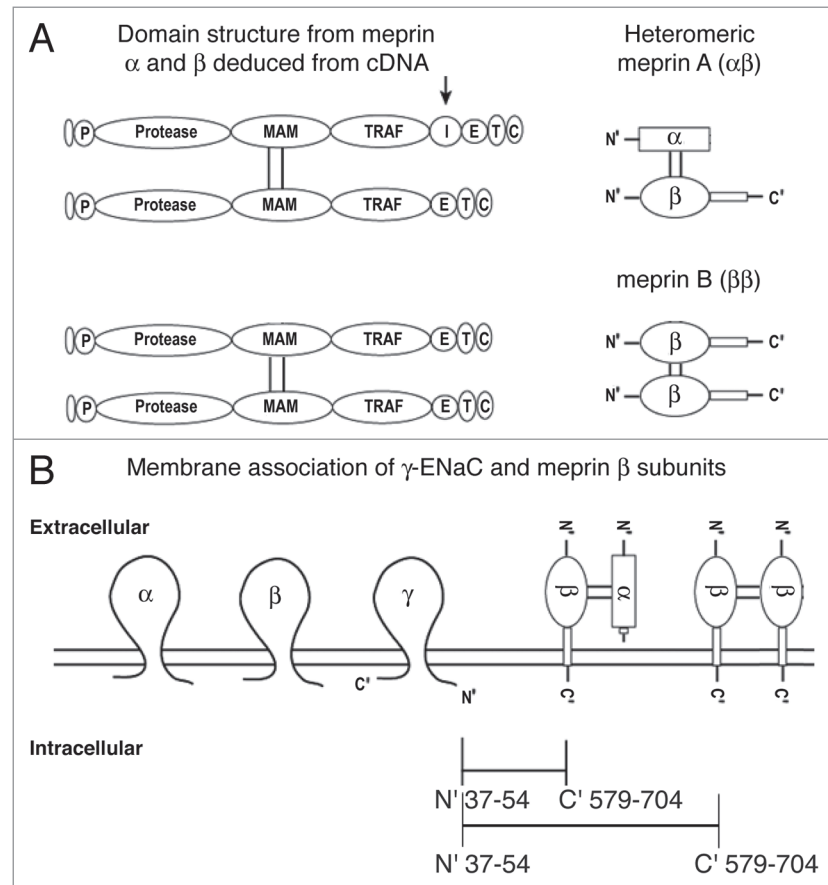 A
Domain structure from meprin
α and β deduced from cDNA
Heteromeric
meprin A (αβ)
P Protease MAM TRAF I E T C
P Protease MAM TRAF E T C
N' α
N' β C'
meprin B (ββ)
P Protease MAM TRAF E T C
P Protease MAM TRAF E T C
N' β C'
N' β C'
B
Membrane association of γ-ENaC and meprin β subunits
Extracellular
N' N' N' N'
α β γ β α β β
C' N' C' C' C'
Intracellular
N' 37-54 C' 579-704
N' 37-54 C' 579-704